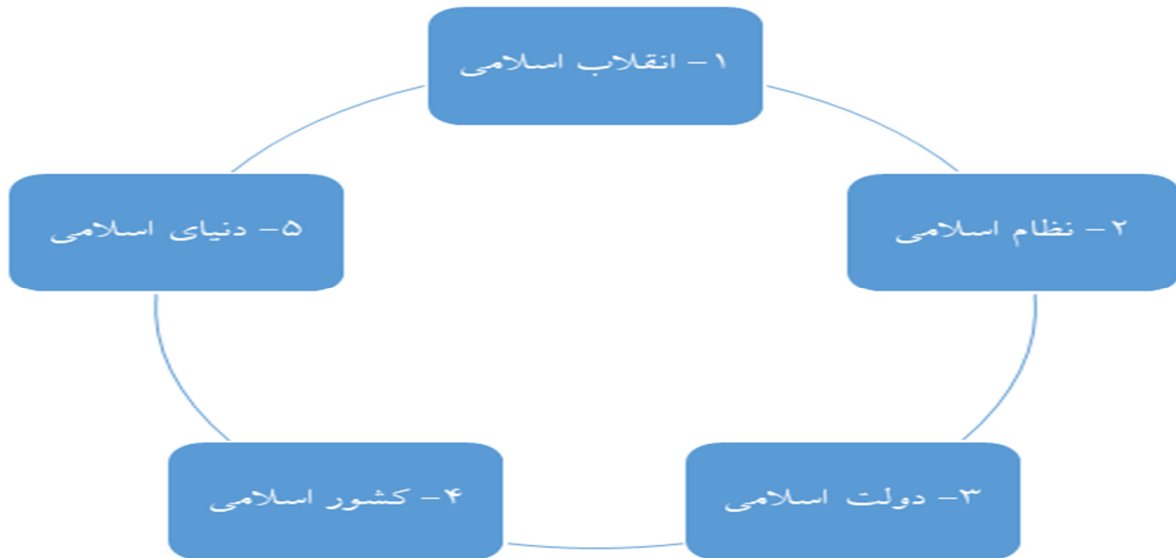 ۱- انقلاب اسلامی
۲- نظام اسلامی
۳- دولت اسلامی
۴- کشور اسلامی
۵- دنیای اسلامی